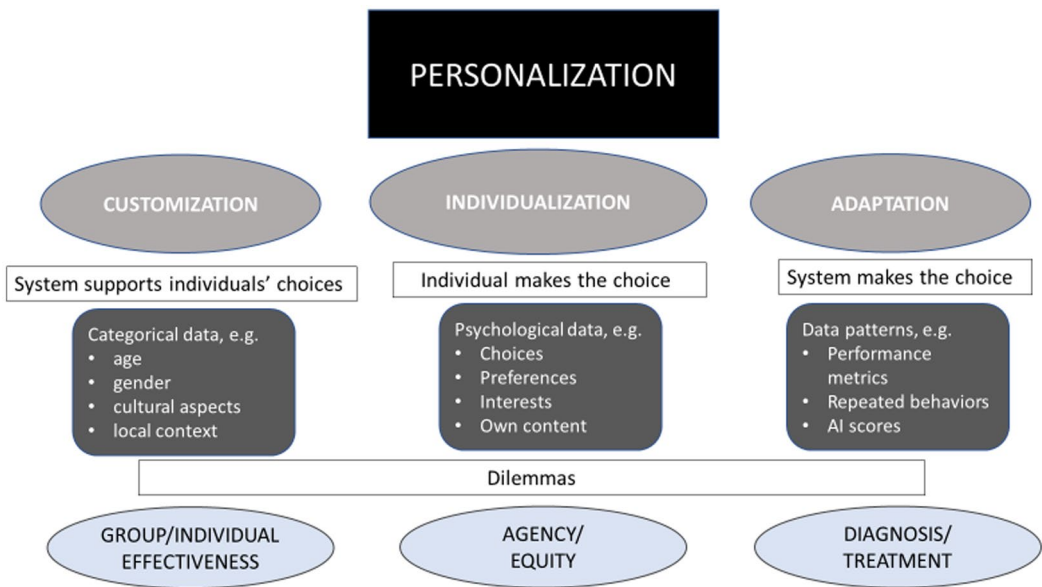 PERSONALIZATION
CUSTOMIZATION
INDIVIDUALIZATION
ADAPTATION
System supports individuals' choices
Individual makes the choice
System makes the choice
Categorical data, e.g.
• age
• gender
• cultural aspects
• local context
Psychological data, e.g.
• Choices
• Preferences
• Interests
• Own content
Data patterns, e.g.
• Performance
metrics
• Repeated behaviors
• AI scores
Dilemmas
GROUP/INDIVIDUAL
EFFECTIVENESS
AGENCY/
EQUITY
DIAGNOSIS/
TREATMENT